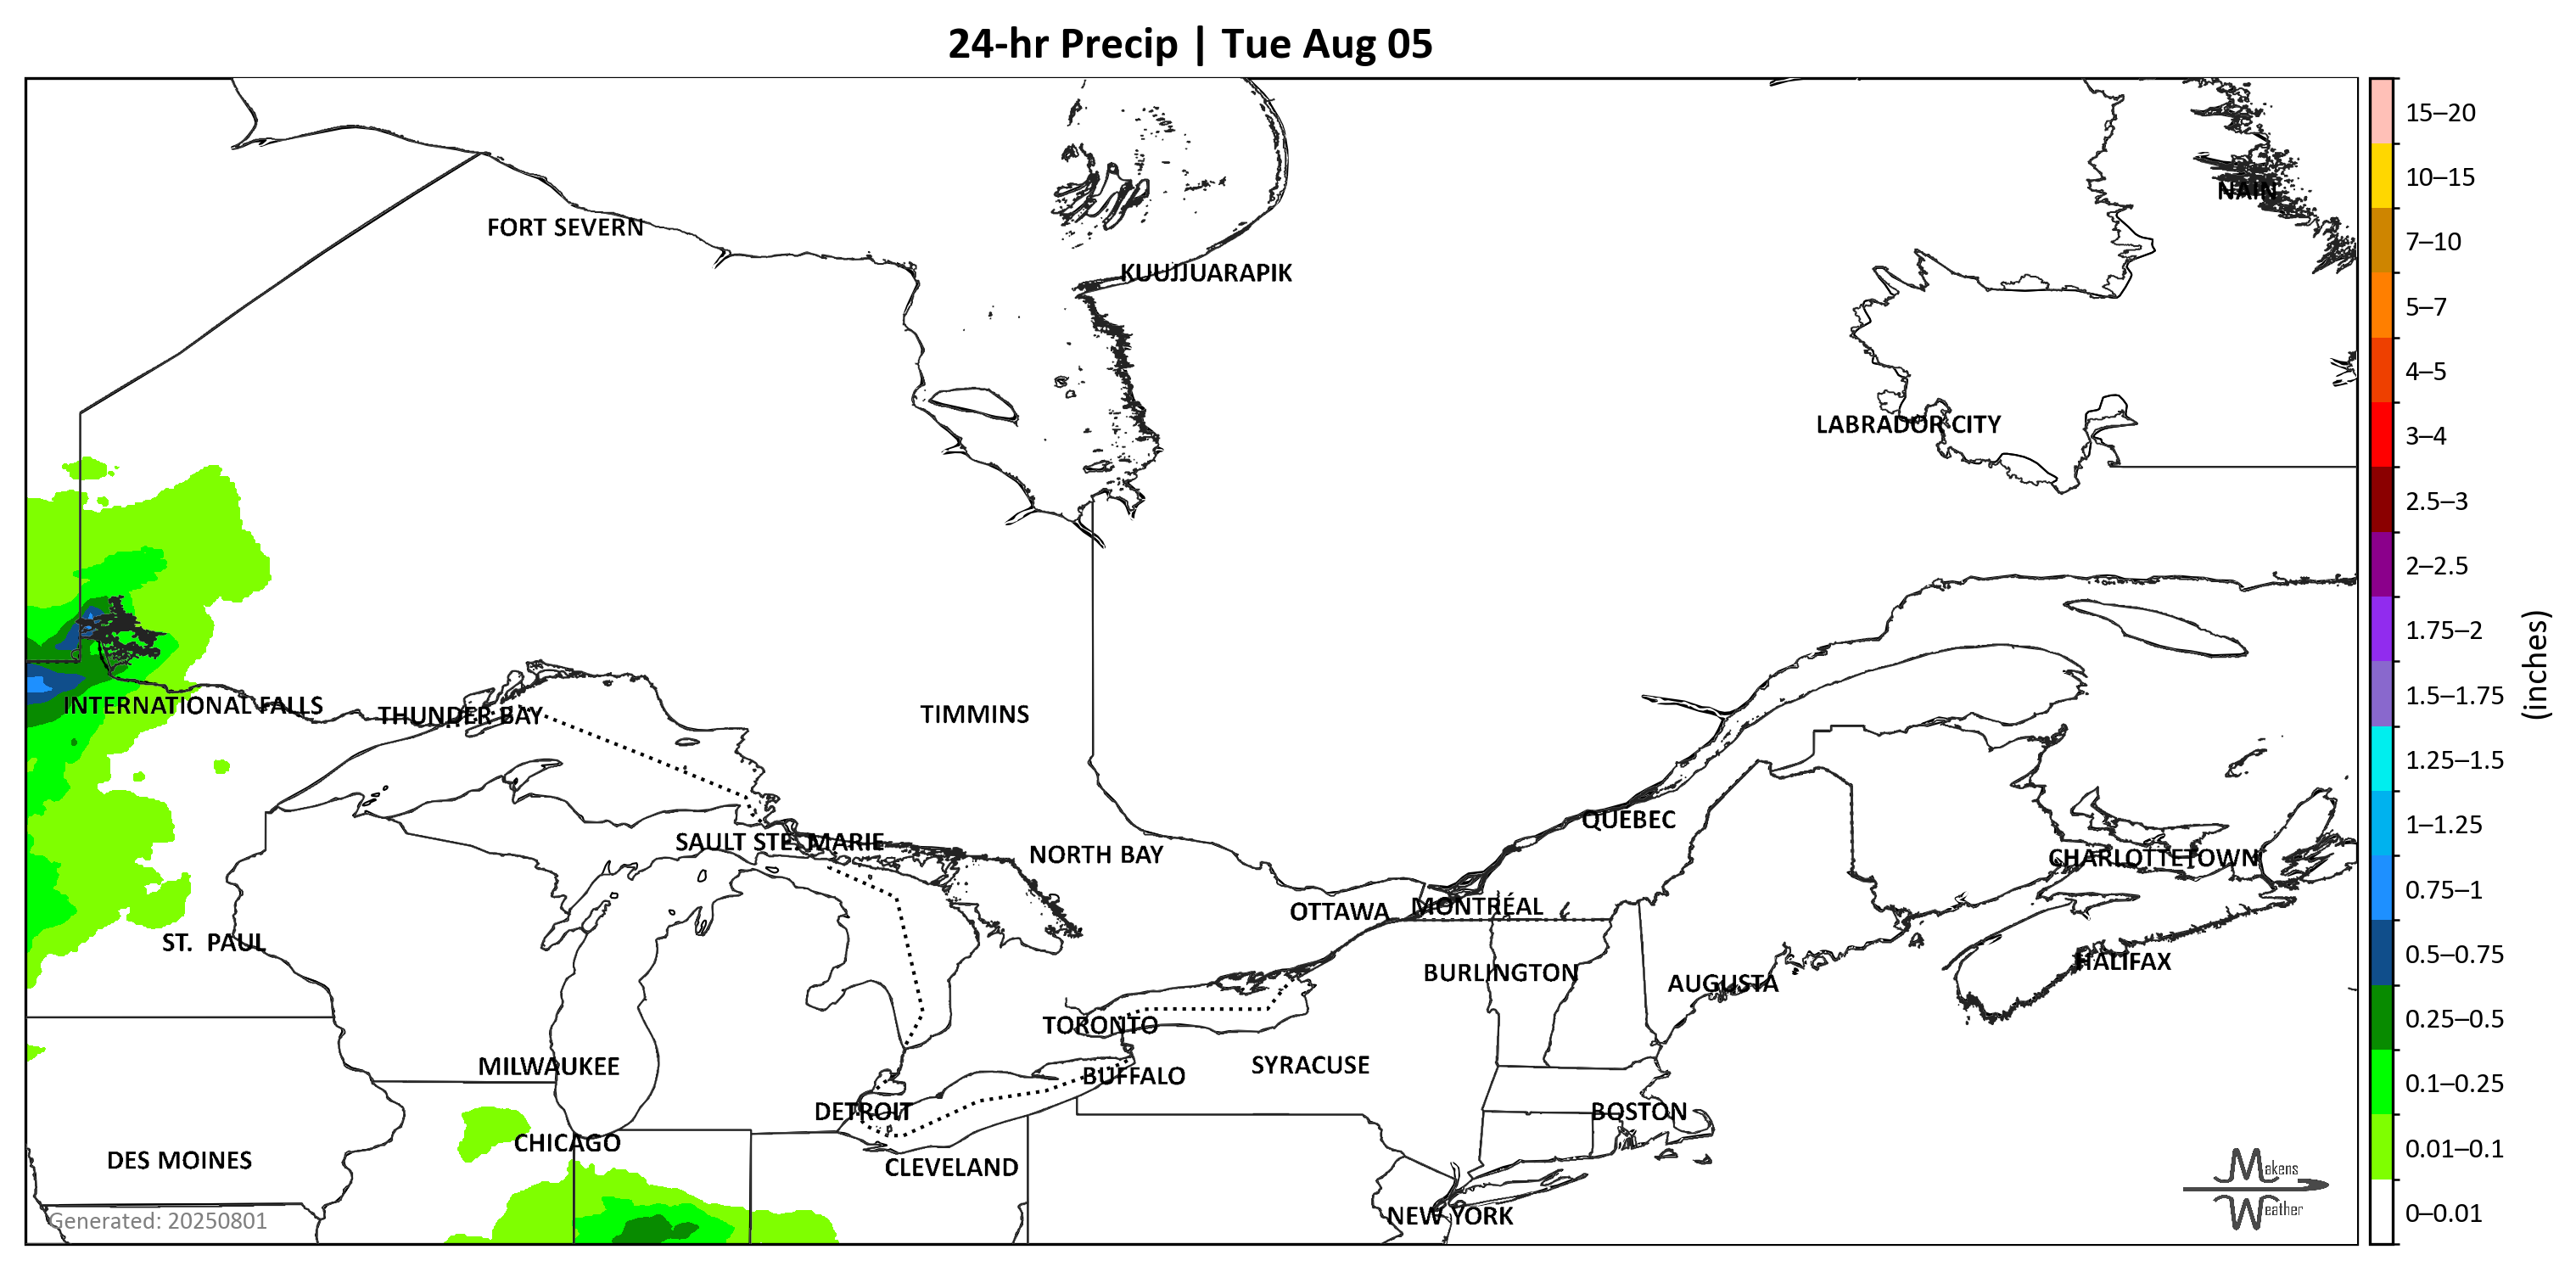 24-hr Precip | Tue Aug 05
FORT SEVERN
KUUJJUARAPIK
NAIN
LABRADOR CITY
INTERNATIONAL FALLS
THUNDER BAY
TIMMINS
SAULT STE. MARIE
NORTH BAY
QUEBEC
CHARLOTTETOWN
OTTAWA
MONTRÉAL
ST. PAUL
BURLINGTON
AUGUSTA
HALIFAX
TORONTO
MILWAUKEE
BUFFALO
SYRACUSE
DETROIT
BOSTON
CHICAGO
DES MOINES
CLEVELAND
NEW YORK
Generated: 20250801
Makens
Weather
15–20
10–15
7–10
5–7
4–5
3–4
2.5–3
2–2.5
1.75–2
1.5–1.75
1.25–1.5
1–1.25
0.75–1
0.5–0.75
0.25–0.5
0.1–0.25
0.01–0.1
0–0.01
(inches)